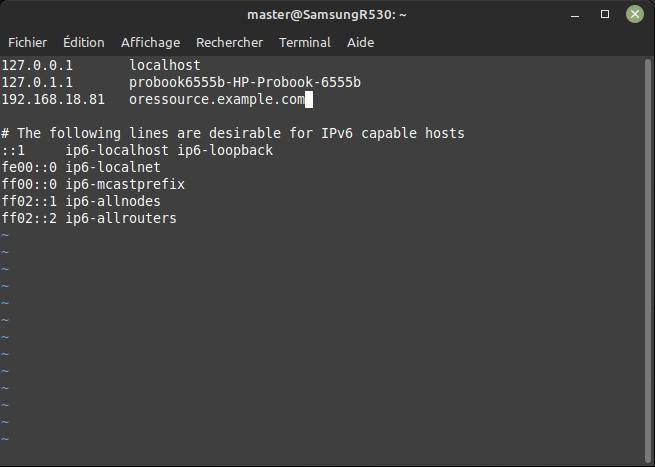 master@SamsungR530: ~
Fichier Édition Affichage Rechercher Terminal Aide
127.0.0.1       localhost
127.0.1.1       probook6555b-HP-Probook-6555b
192.168.18.81   oressource.example.com

# The following lines are desirable for IPv6 capable hosts
::1     ip6-localhost ip6-loopback
fe00::0 ip6-localnet
ff00::0 ip6-mcastprefix
ff02::1 ip6-allnodes
ff02::2 ip6-allrouters
~
~
~
~
~
~
~
~
~
~
~
~
~